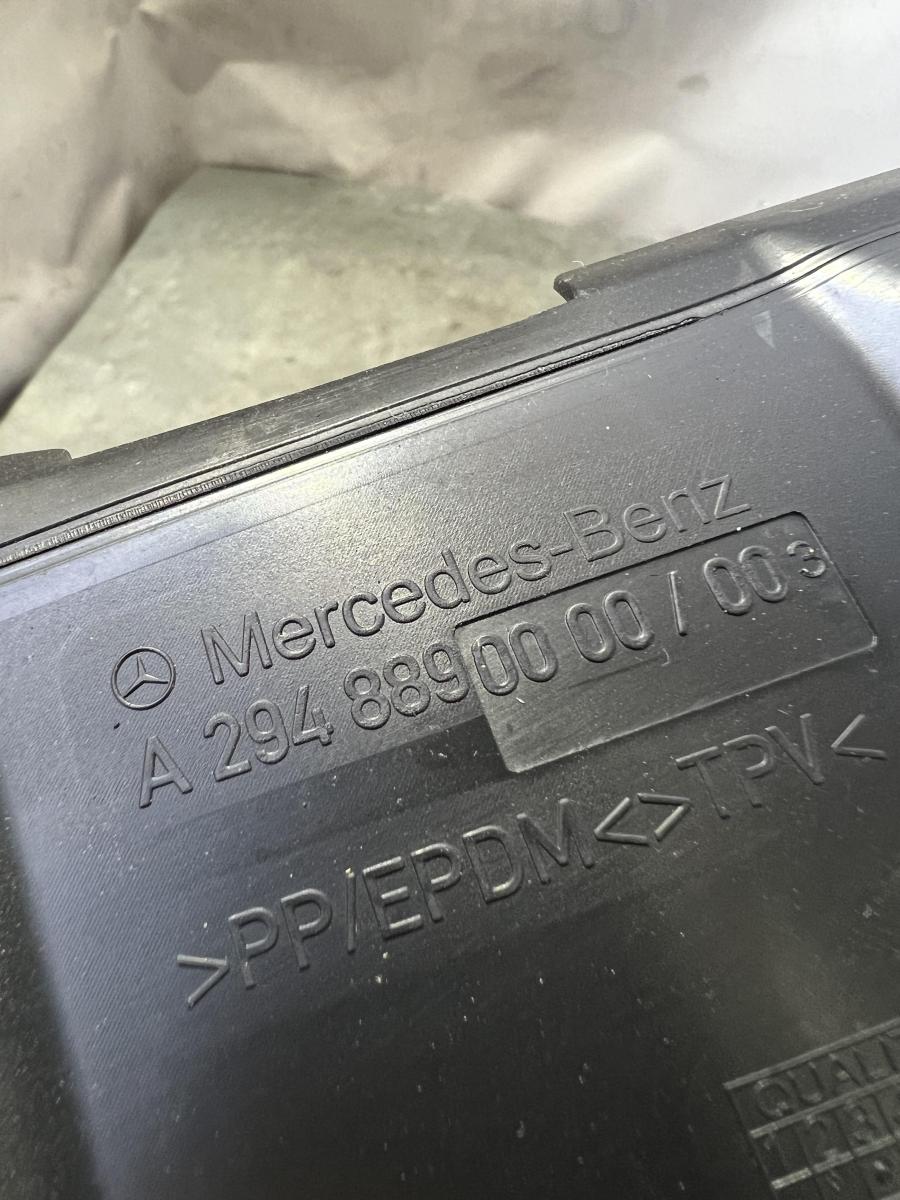 Mercedes-Benz
A 294 889 00 00 / 003
>PP/EPDM<>TPV<